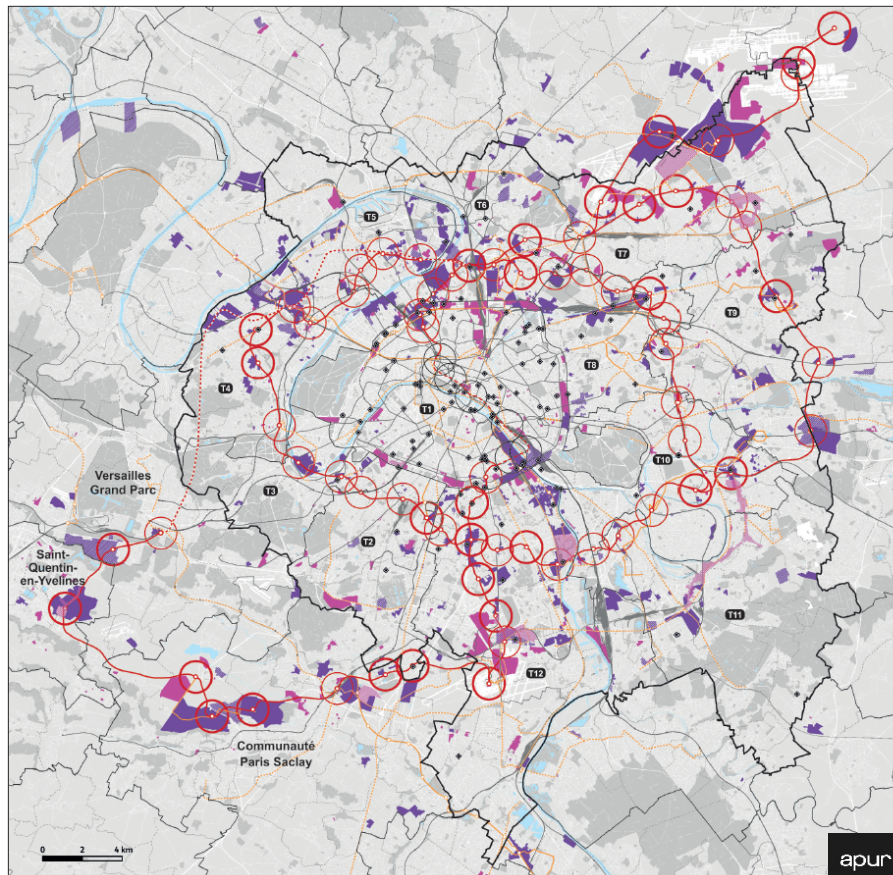 T6
T5
T7
T9
T8
T4
T1
T10
Versailles
Grand Parc
T3
T2
Saint-
Quentin-
en-Yvelines
T11
T12
Communauté
Paris Saclay
0 2 4 km
apur